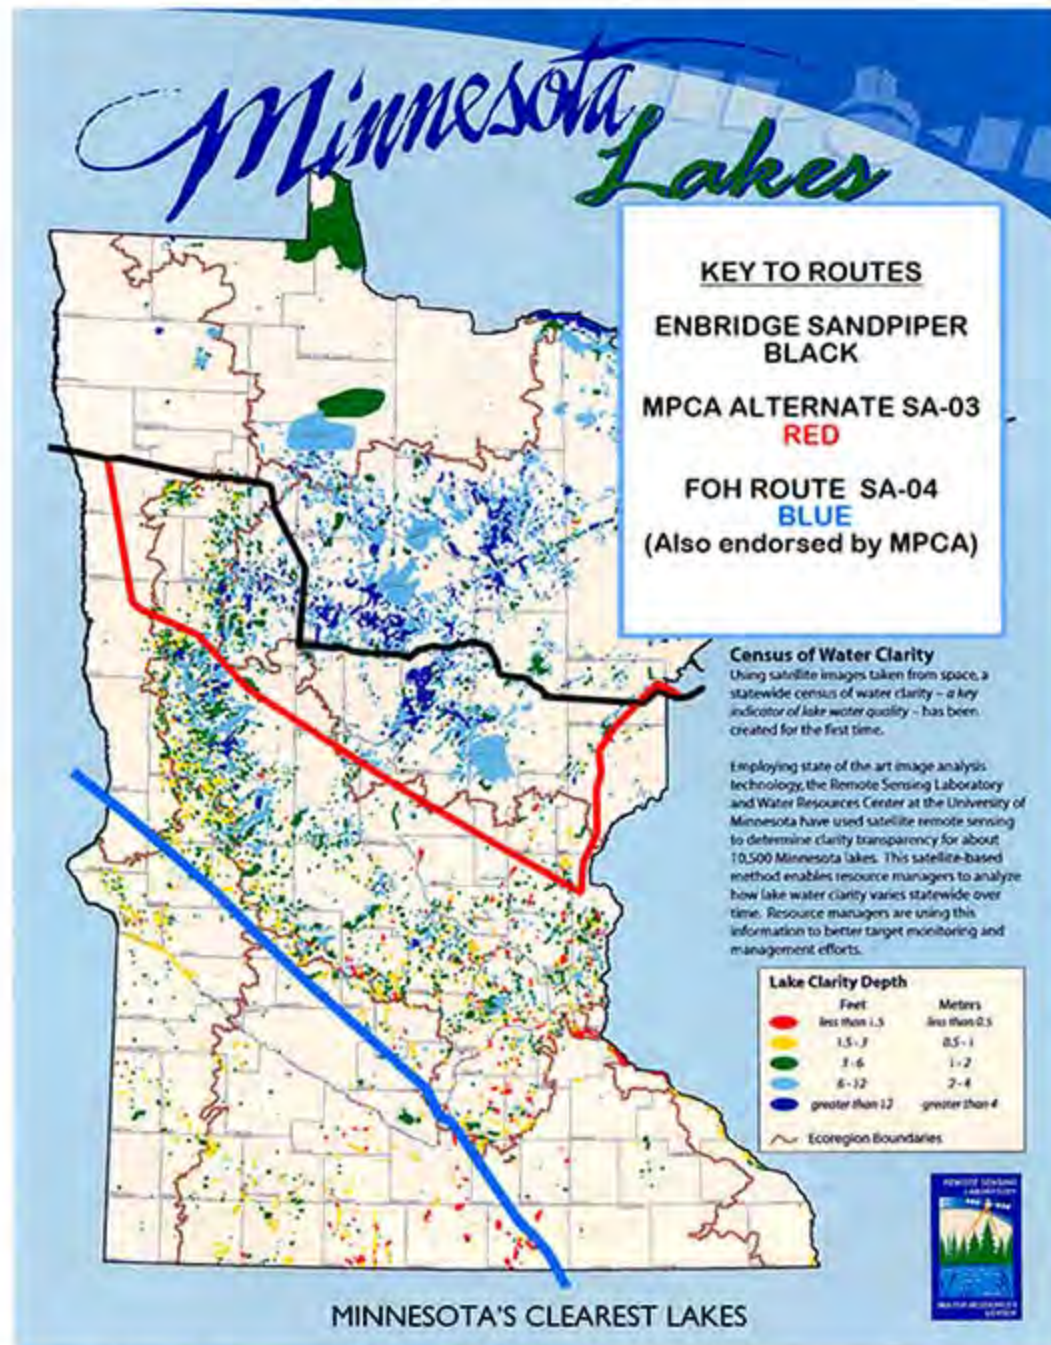 Minnesota
Lakes
KEY TO ROUTES
ENBRIDGE SANDPIPER
BLACK
MPCA ALTERNATE SA-03
RED
FOH ROUTE SA-04
BLUE
(Also endorsed by MPCA)
Census of Water Clarity
Using satellite images taken from space, a
statewide census of water clarity – a key
indicator of lake water quality – has been
created for the first time.
Employing state of the art image analysis
technology, the Remote Sensing Laboratory
and Water Resources Center at the University of
Minnesota have used satellite remote sensing
to determine clarity transparency for about
10,500 Minnesota lakes. This satellite-based
method enables resource managers to analyze
how lake water clarity varies statewide over
time. Resource managers are using this
information to better target monitoring and
management efforts.
Lake Clarity Depth
Feet Meters
less than 1.5 less than 0.5
1.5 - 3 0.5 - 1
3 - 6 1 - 2
6 - 12 2 - 4
greater than 12 greater than 4
Ecoregion Boundaries
REMOTE SENSING
LABORATORY
WATER RESOURCES
CENTER
MINNESOTA'S CLEAREST LAKES